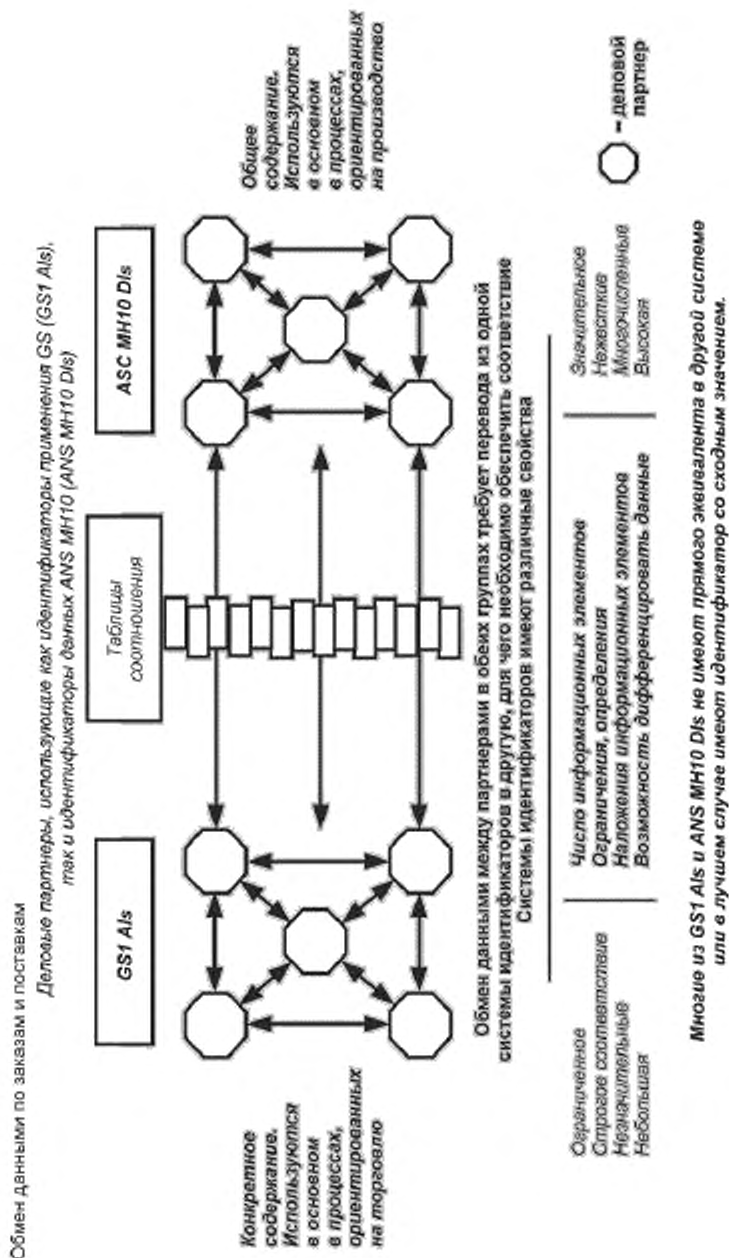 Обмен данными по заказам и поставкам
Деловые партнеры, использующие как идентификаторы применения GS (GS1 AIs),
так и идентификаторы данных ANS MH10 (ANS MH10 DIs)
GS1 AIs
Таблицы
соотношения
ASC MH10 DIs
Конкретное
содержание.
Используются
в основном
в процессах,
ориентированных
на торговлю
Общее
содержание.
Используются
в основном
в процессах,
ориентированных
на производство
Обмен данными между партнерами в обеих группах требует перевода из одной
системы идентификаторов в другую, для чего необходимо обеспечить соответствие
Системы идентификаторов имеют различные свойства
Ограниченное
Строгое соответствие
Незначительные
Небольшая
Число информационных элементов
Ограничения, определения
Наложения информационных элементов
Возможность дифференцировать данные
Значительное
Нежесткие
Многочисленные
Высокая
– деловой
партнер
Многие из GS1 AIs и ANS MH10 DIs не имеют прямого эквивалента в другой системе
или в лучшем случае имеют идентификатор со сходным значением.